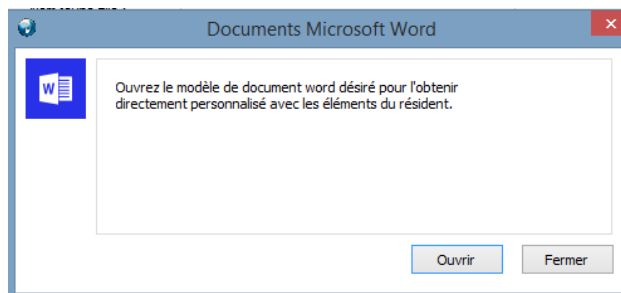 Documents Microsoft Word
W
Ouvrez le modèle de document word désiré pour l'obtenir
directement personnalisé avec les éléments du résident.
Ouvrir Fermer